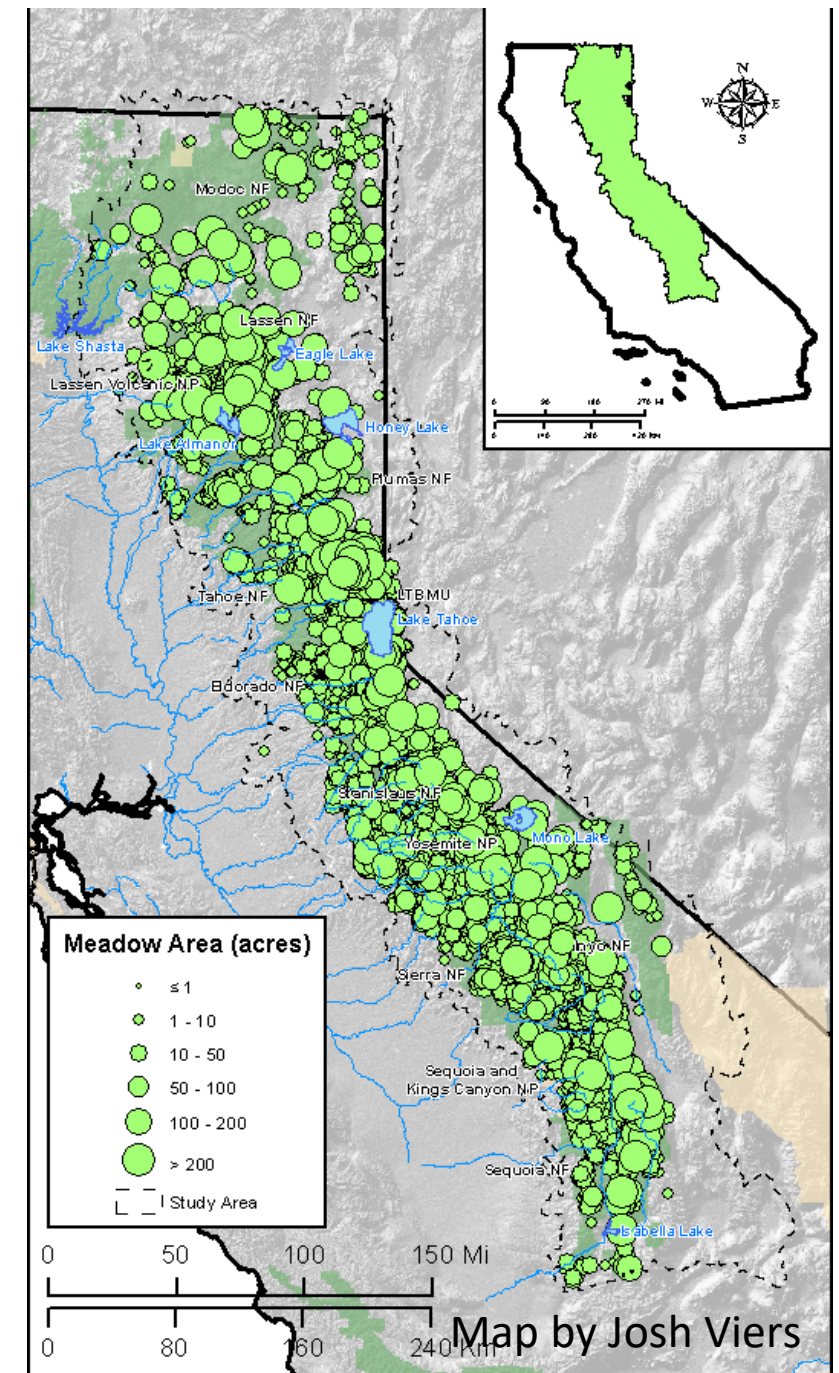 N
W
E
S
Modoc NF
Lassen NF
Lake Shasta
Eagle Lake
Lassen Volcanic NP
Lake Almanor
Honey Lake
Plumas NF
Tahoe NF
LTBMU
Lake Tahoe
Eldorado NF
Stanislaus NF
Yosemite NP
Mono Lake
Inyo NF
Sierra NF
Sequoia and
Kings Canyon NP
Sequoia NF
Isabella Lake
Meadow Area (acres)
≤ 1
1 - 10
10 - 50
50 - 100
100 - 200
> 200
Study Area
0 50 100 150 Mi
0 80 160 240 Km
Map by Josh Viers